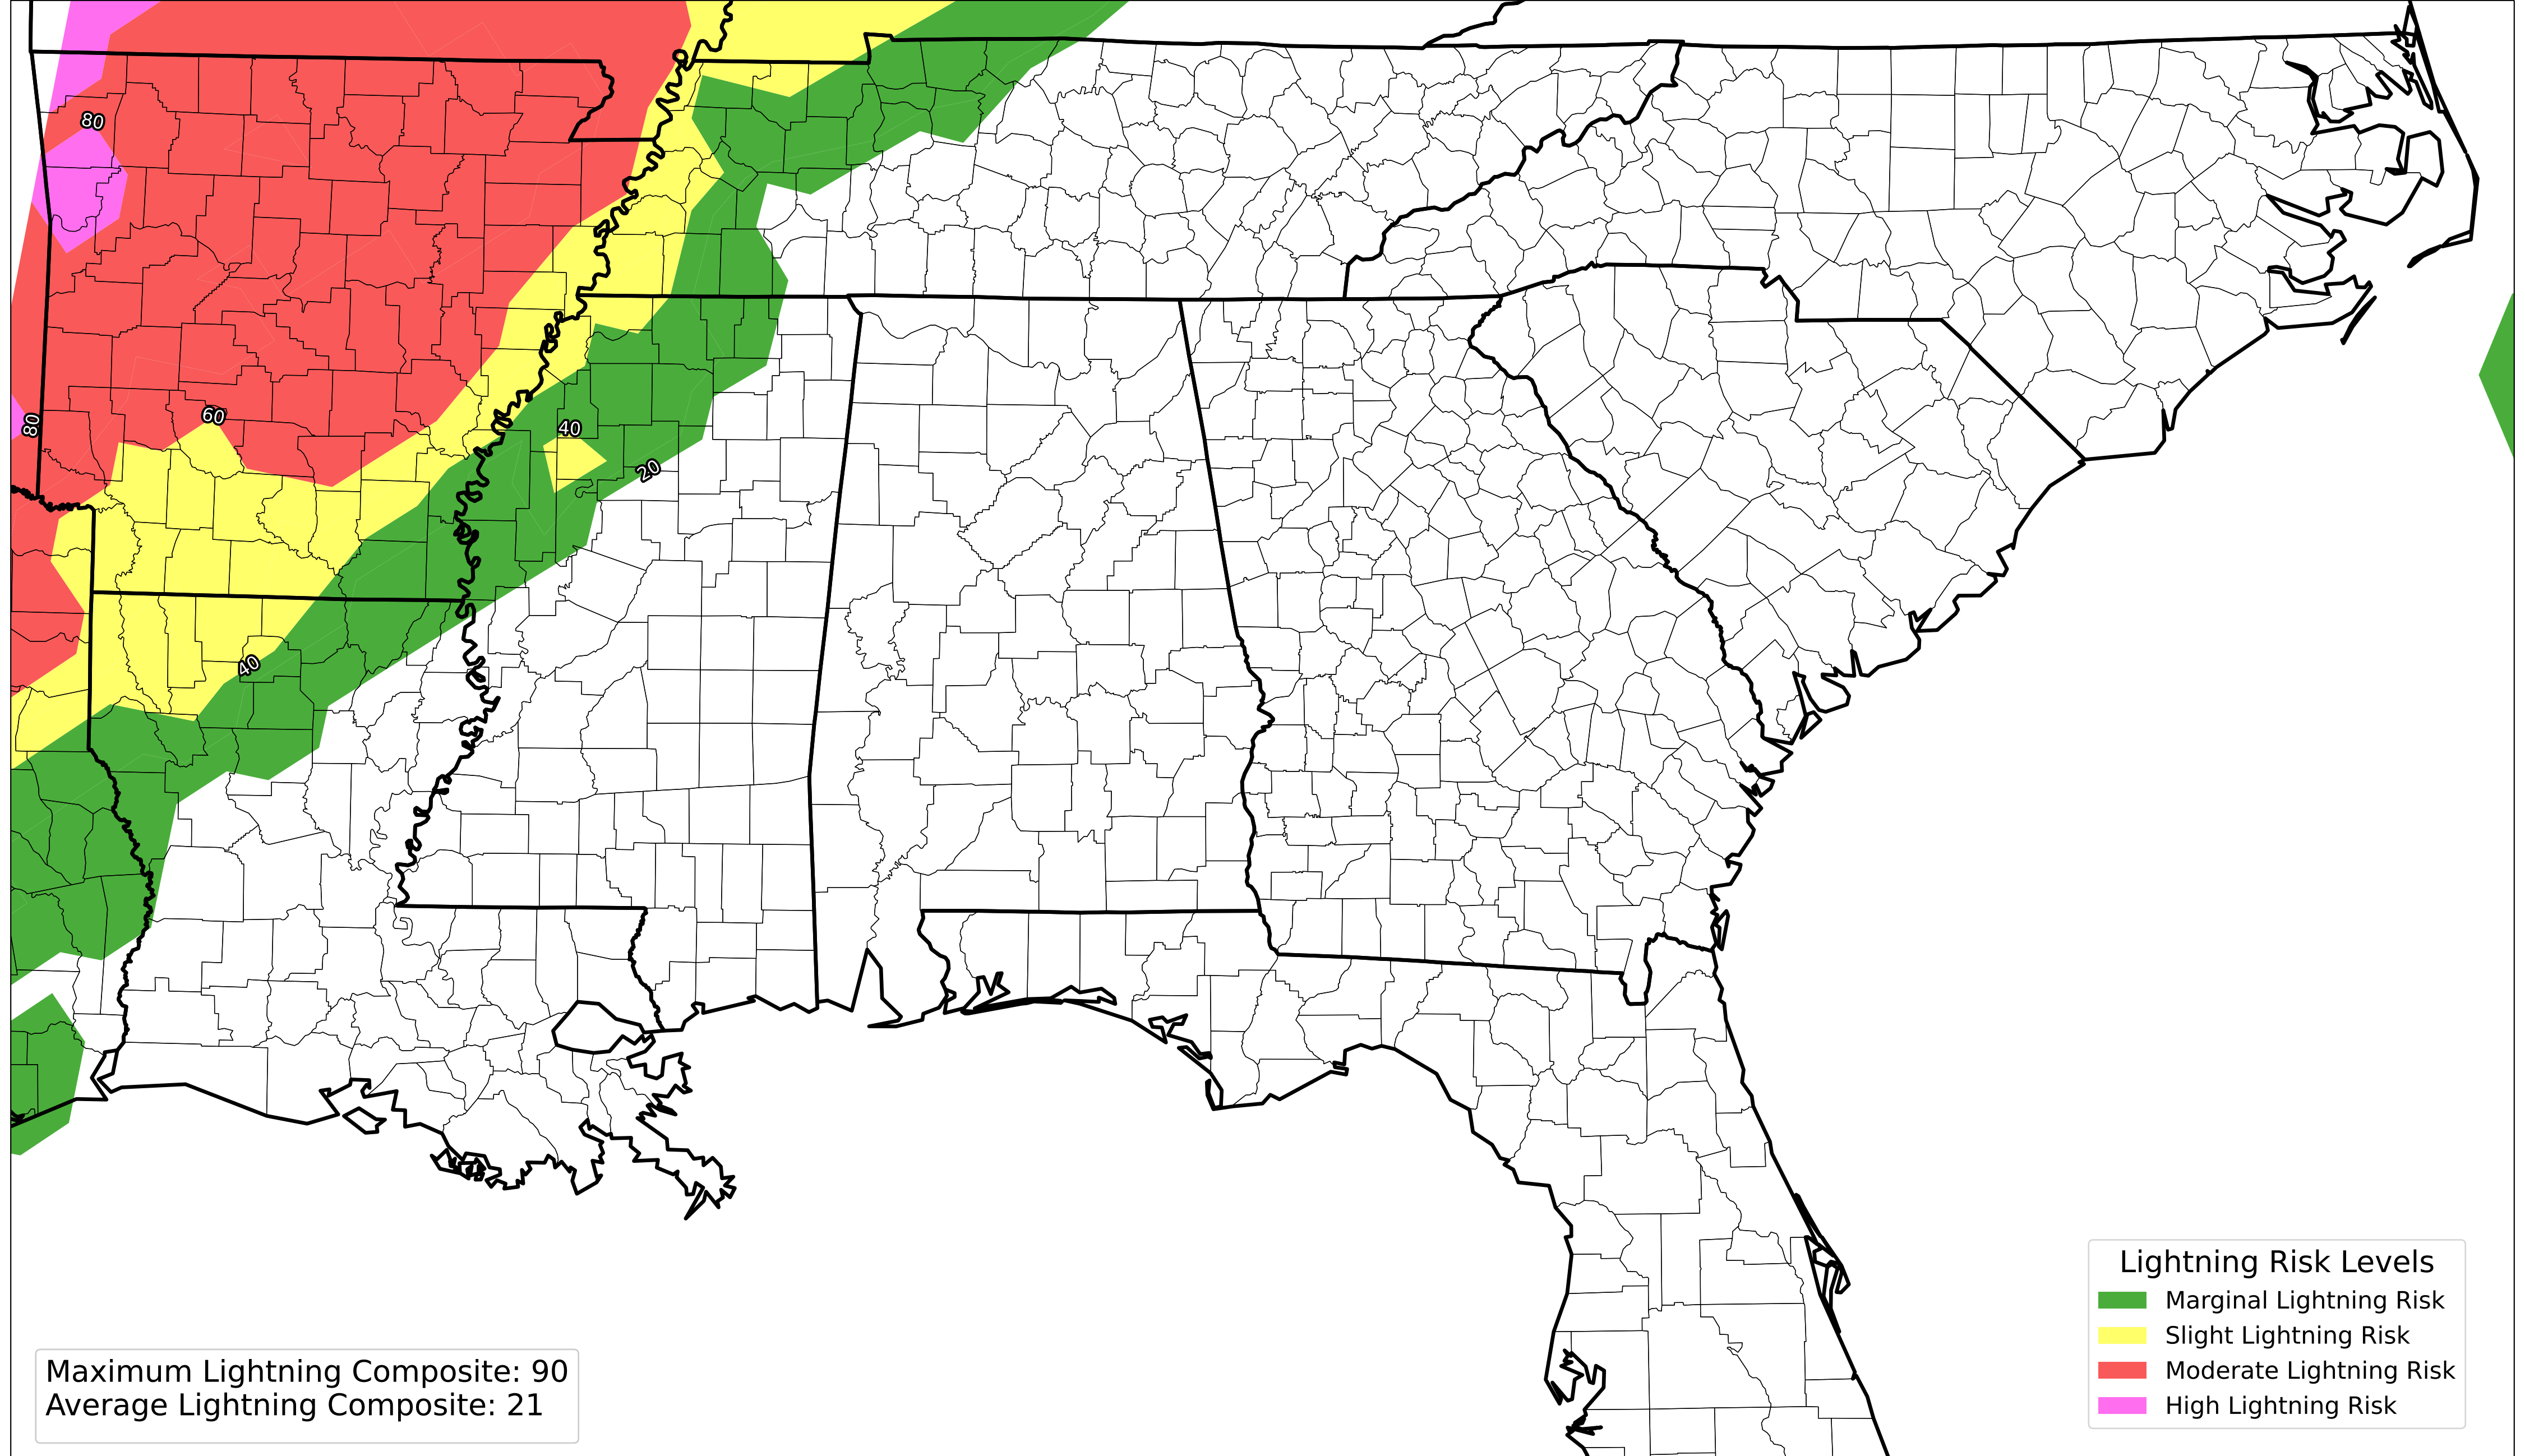 80
80
60
40
20
40
Lightning Risk Levels
Marginal Lightning Risk
Slight Lightning Risk
Moderate Lightning Risk
High Lightning Risk
Maximum Lightning Composite: 90
Average Lightning Composite: 21